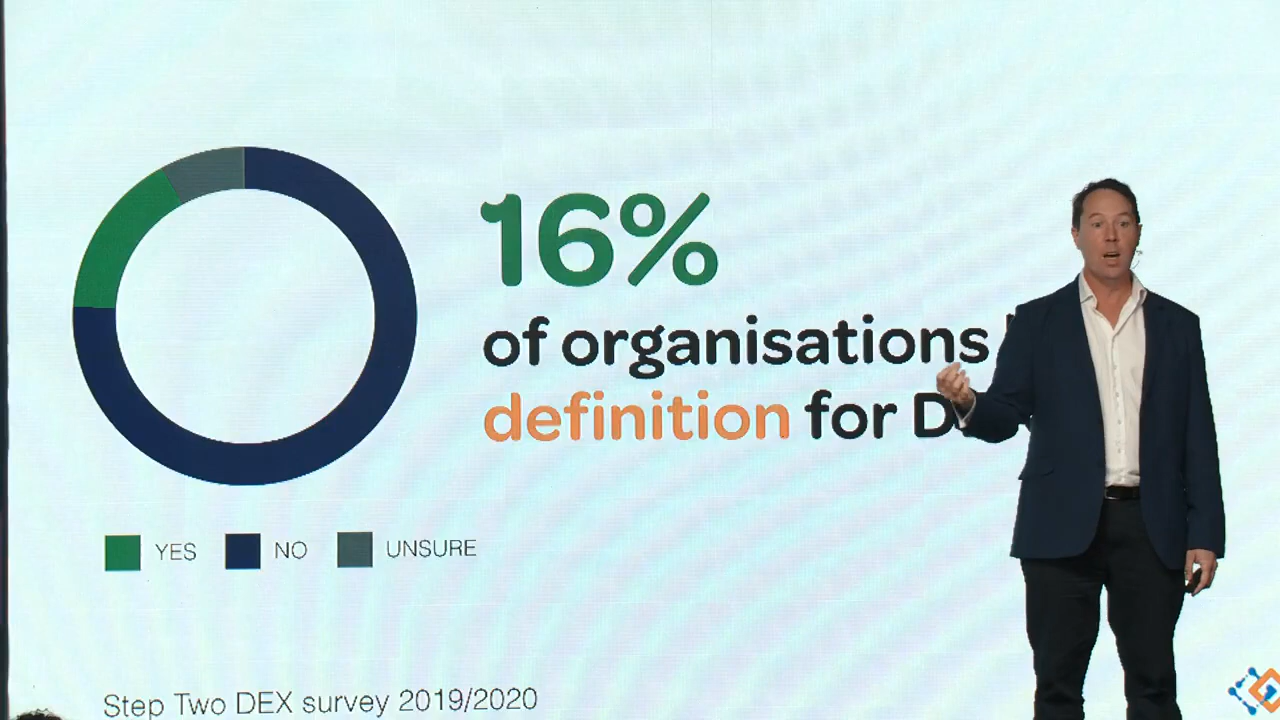 16%
of organisations
definition for
YES NO UNSURE
Step Two DEX survey 2019/2020